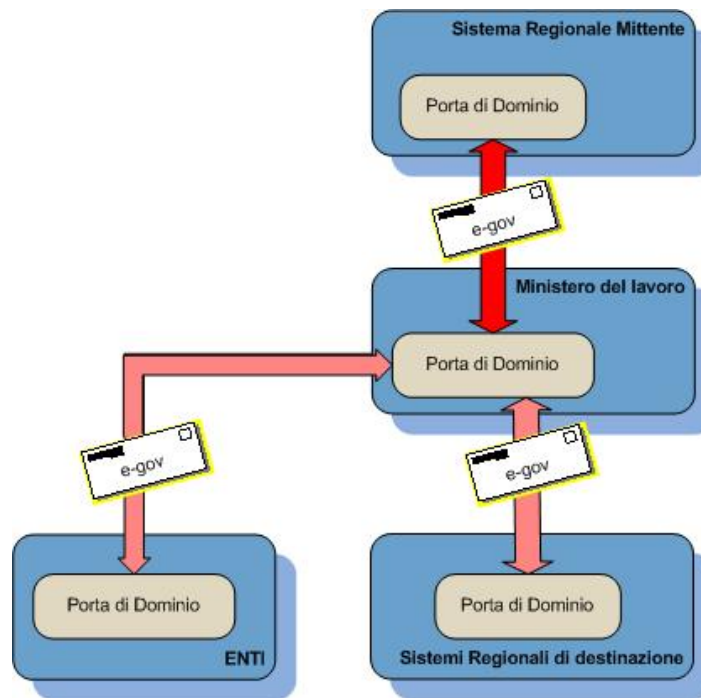 Sistema Regionale Mittente
Porta di Dominio
e-gov
Ministero del lavoro
Porta di Dominio
e-gov
e-gov
Porta di Dominio
ENTI
Porta di Dominio
Sistemi Regionali di destinazione